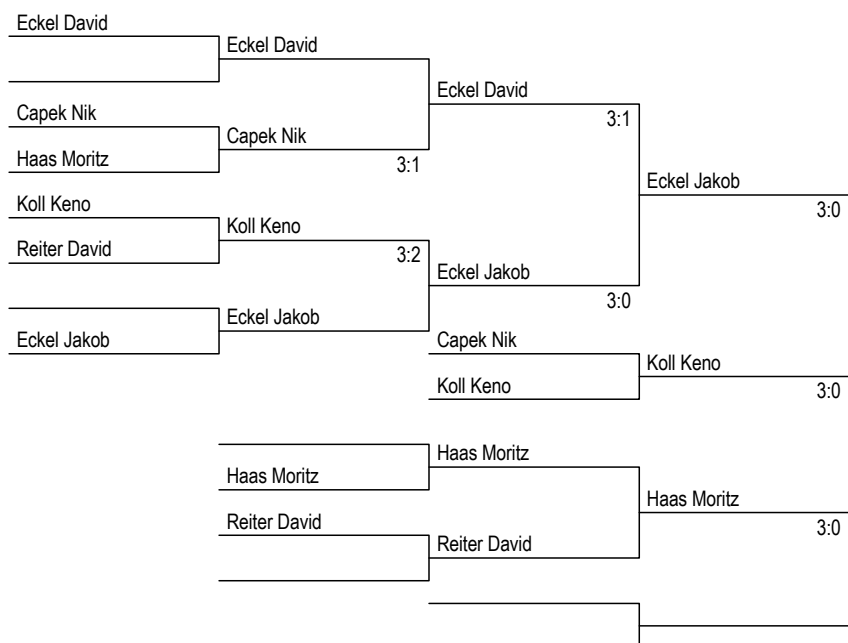 Eckel David
Eckel David
Eckel David
Capek Nik
3:1
Capek Nik
Haas Moritz
3:1
Eckel Jakob
Koll Keno
3:0
Koll Keno
Reiter David
3:2
Eckel Jakob
3:0
Eckel Jakob
Eckel Jakob
Capek Nik
Koll Keno
Koll Keno
3:0
Haas Moritz
Haas Moritz
Haas Moritz
Reiter David
3:0
Reiter David